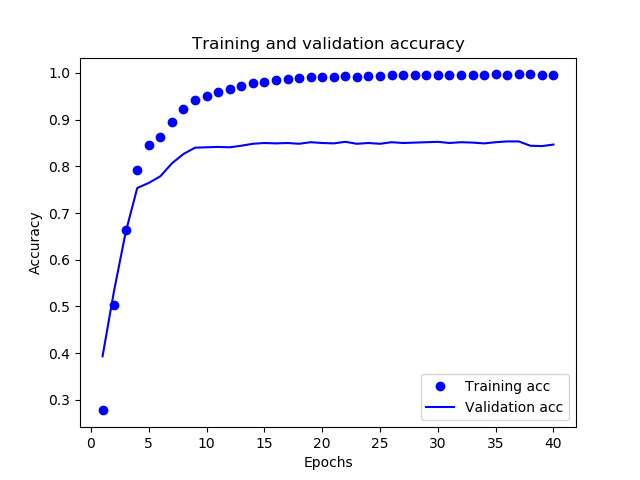 Training and validation accuracy
1.0
0.9
0.8
0.7
0.6
0.5
0.4
0.3
Accuracy
Training acc
Validation acc
0 5 10 15 20 25 30 35 40
Epochs